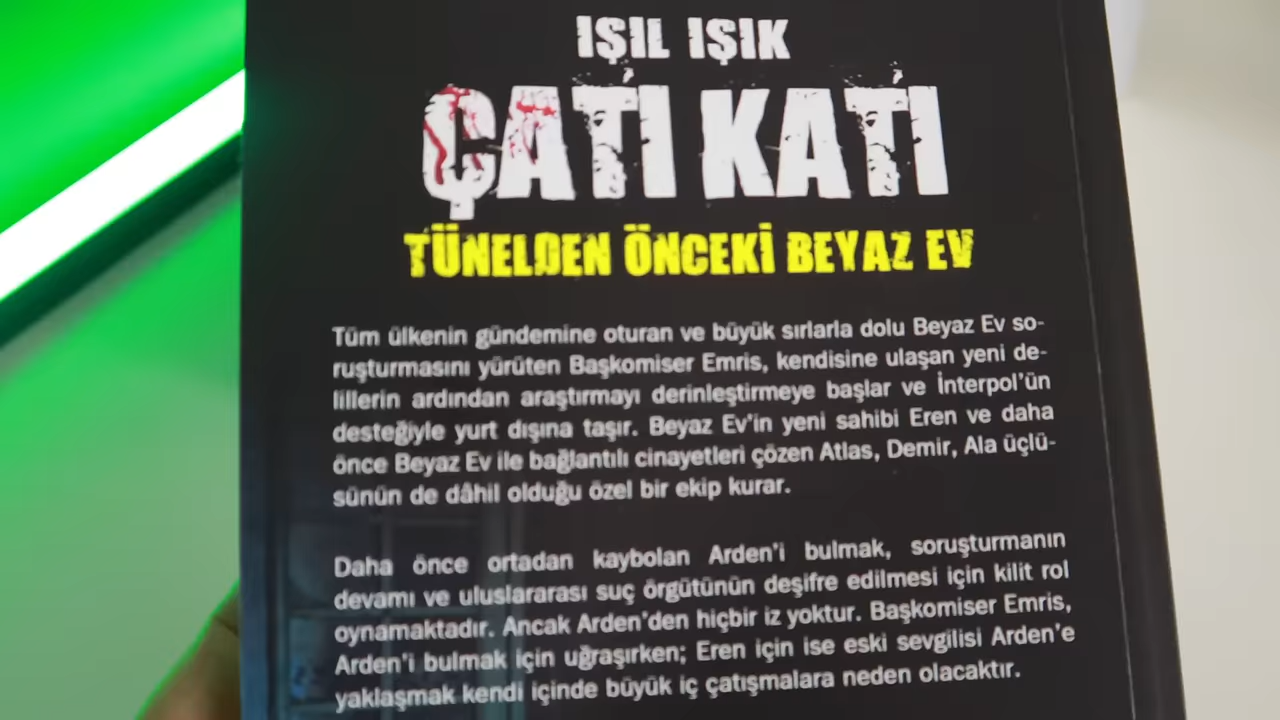 IŞIL IŞIK
ÇATI KATI
TÜNELDEN ÖNCEKİ BEYAZ EV
Tüm ülkenin gündemine oturan ve büyük sırlarla dolu Beyaz Ev so-
ruşturmasını yürüten Başkomiser Emris, kendisine ulaşan yeni de-
lillerin ardından araştırmayı derinleştirmeye başlar ve İnterpol'ün
desteğiyle yurt dışına taşır. Beyaz Ev'in yeni sahibi Eren ve daha
önce Beyaz Ev ile bağlantılı cinayetleri çözen Atlas, Demir, Ala üçlü-
sünün de dâhil olduğu özel bir ekip kurar.
Daha önce ortadan kaybolan Arden'i bulmak, soruşturmanın
devamı ve uluslararası suç örgütünün deşifre edilmesi için kilit rol
oynamaktadır. Ancak Arden'den hiçbir iz yoktur. Başkomiser Emris,
Arden'i bulmak için uğraşırken; Eren için ise eski sevgilisi Arden'e
yaklaşmak kendi içinde büyük iç çatışmalara neden olacaktır.